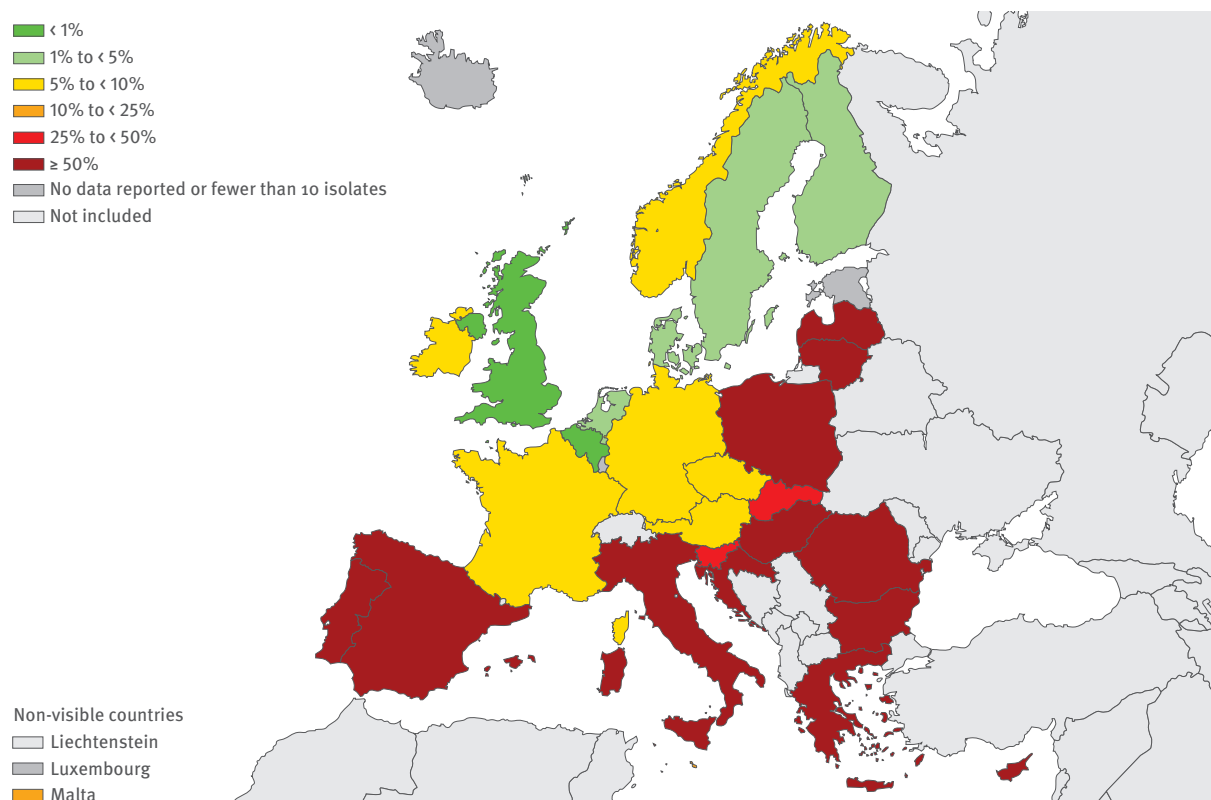 < 1%
1% to < 5%
5% to < 10%
10% to < 25%
25% to < 50%
≥ 50%
No data reported or fewer than 10 isolates
Not included
Non-visible countries
Liechtenstein
Luxembourg
Malta